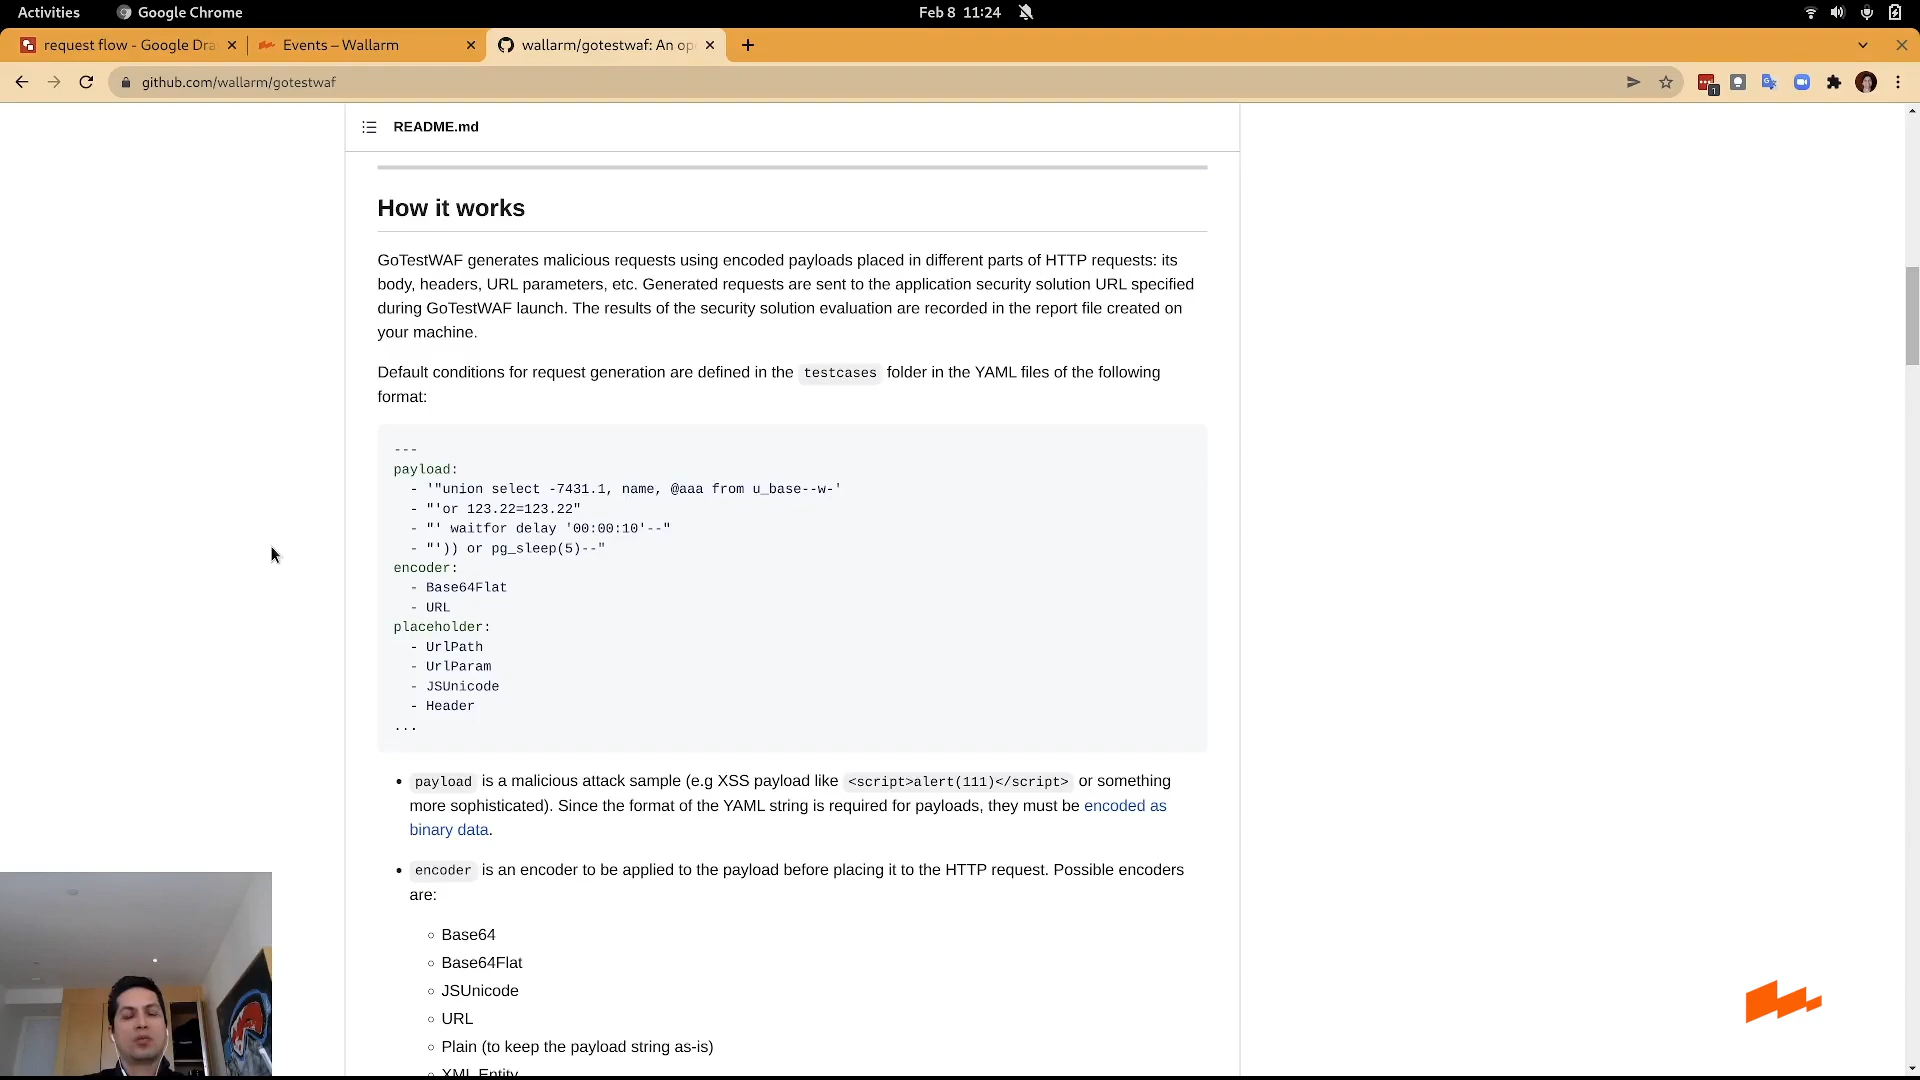 Activities
Google Chrome
Feb 8 11:24
request flow - Google Dra
Events – Wallarm
wallarm/gotestwaf: An op
github.com/wallarm/gotestwaf
1
README.md
How it works
GoTestWAF generates malicious requests using encoded payloads placed in different parts of HTTP requests: its
body, headers, URL parameters, etc. Generated requests are sent to the application security solution URL specified
during GoTestWAF launch. The results of the security solution evaluation are recorded in the report file created on
your machine.
Default conditions for request generation are defined in the testcases folder in the YAML files of the following
format:
---
payload:
- '"union select -7431.1, name, @aaa from u_base--w-'
- "'or 123.22=123.22"
- "' waitfor delay '00:00:10'--"
- "')) or pg_sleep(5)--"
encoder:
- Base64Flat
- URL
placeholder:
- UrlPath
- UrlParam
- JSUnicode
- Header
...
• payload is a malicious attack sample (e.g XSS payload like <script>alert(111)</script> or something
more sophisticated). Since the format of the YAML string is required for payloads, they must be encoded as
binary data.
• encoder is an encoder to be applied to the payload before placing it to the HTTP request. Possible encoders
are:
◦ Base64
◦ Base64Flat
◦ JSUnicode
◦ URL
◦ Plain (to keep the payload string as-is)
◦ XML Entity